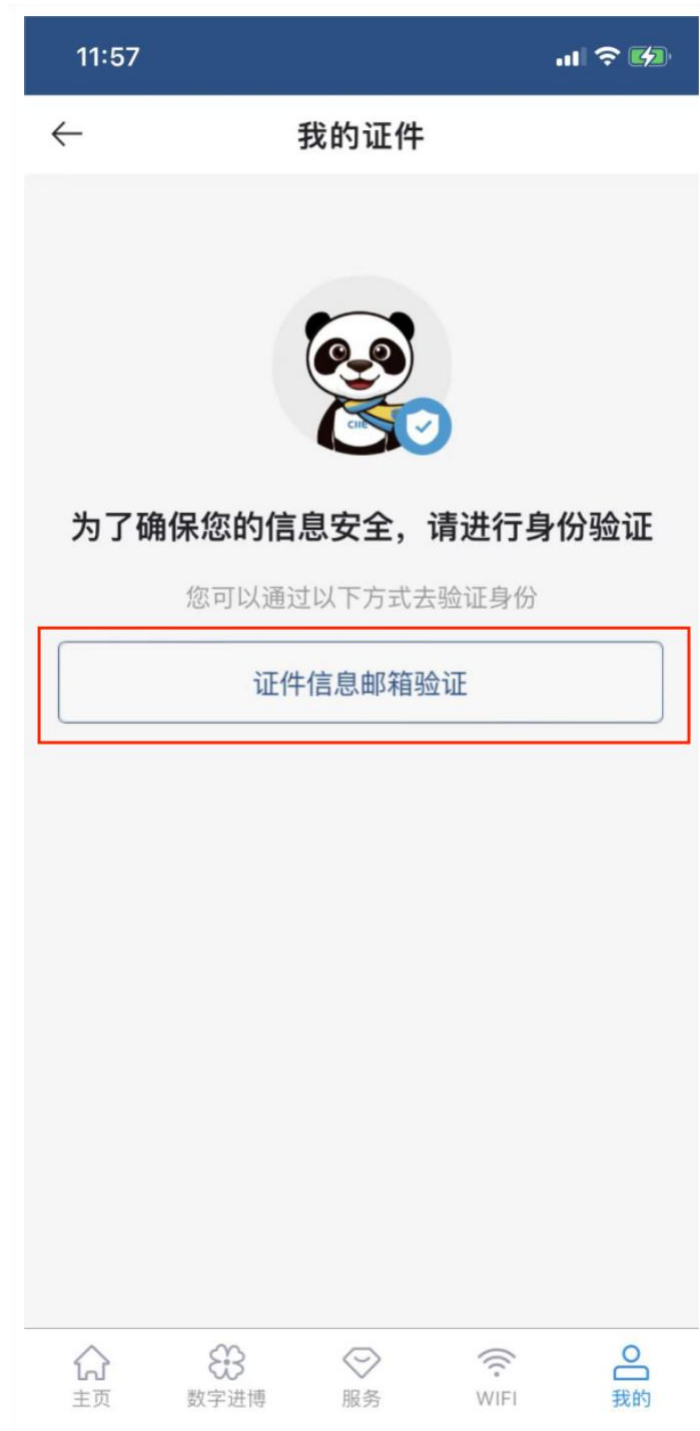 11:57
我的证件
CIIE
为了确保您的信息安全，请进行身份验证
您可以通过以下方式去验证身份
证件信息邮箱验证
主页 数字进博 服务 WIFI 我的